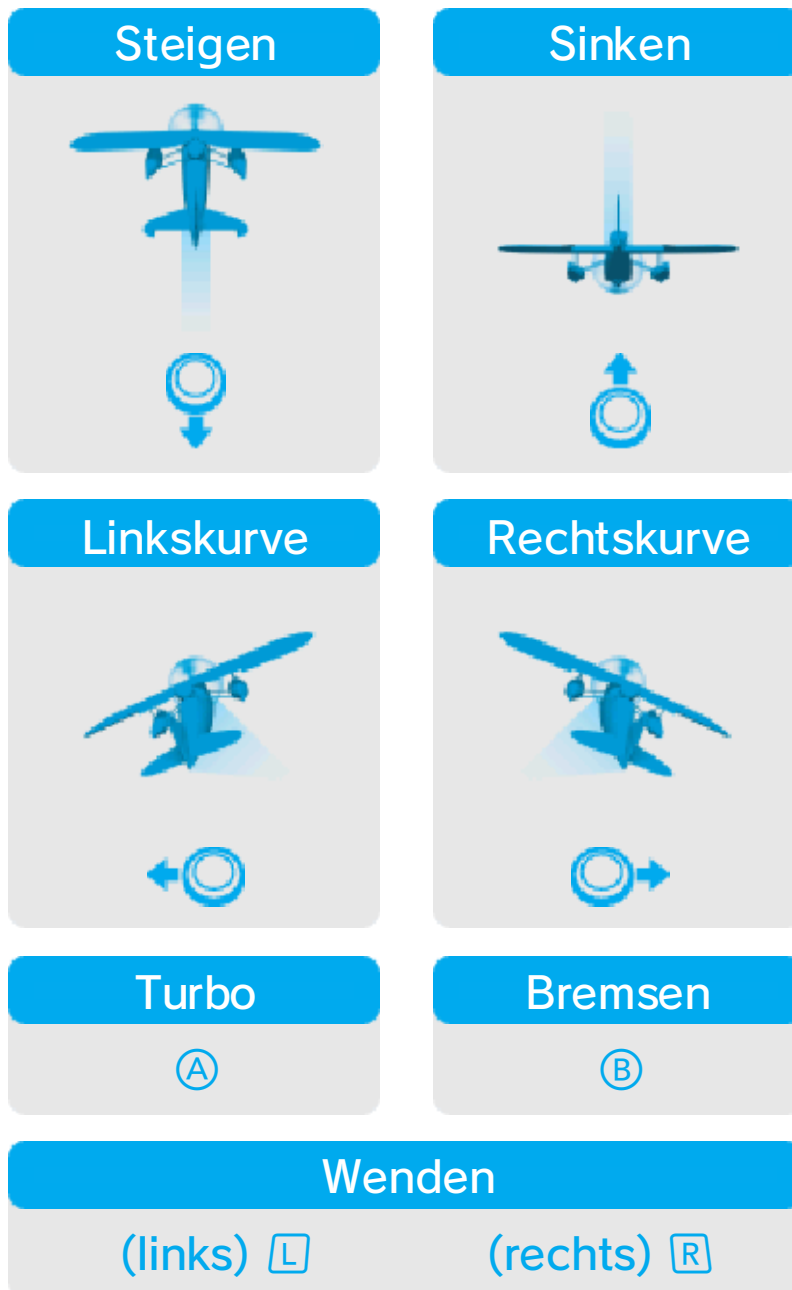 Steigen
Sinken
Linkskurve
Rechtskurve
Turbo
Bremsen
A
B
Wenden
(links) L
(rechts) R